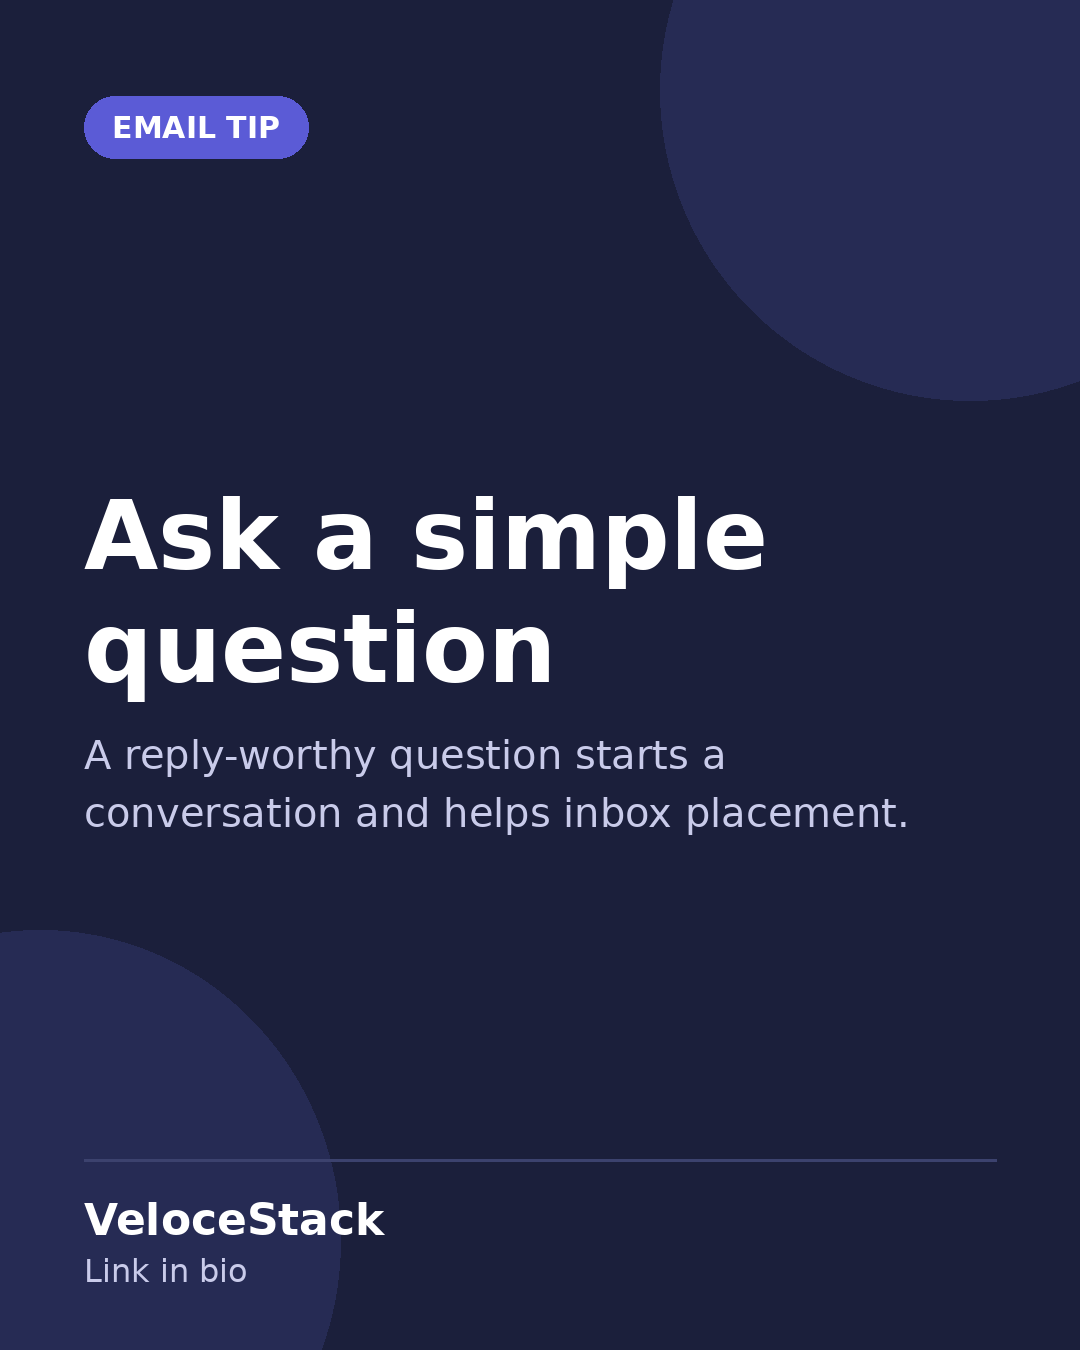 EMAIL TIP
Ask a simple
question
A reply-worthy question starts a
conversation and helps inbox placement.
VeloceStack
Link in bio